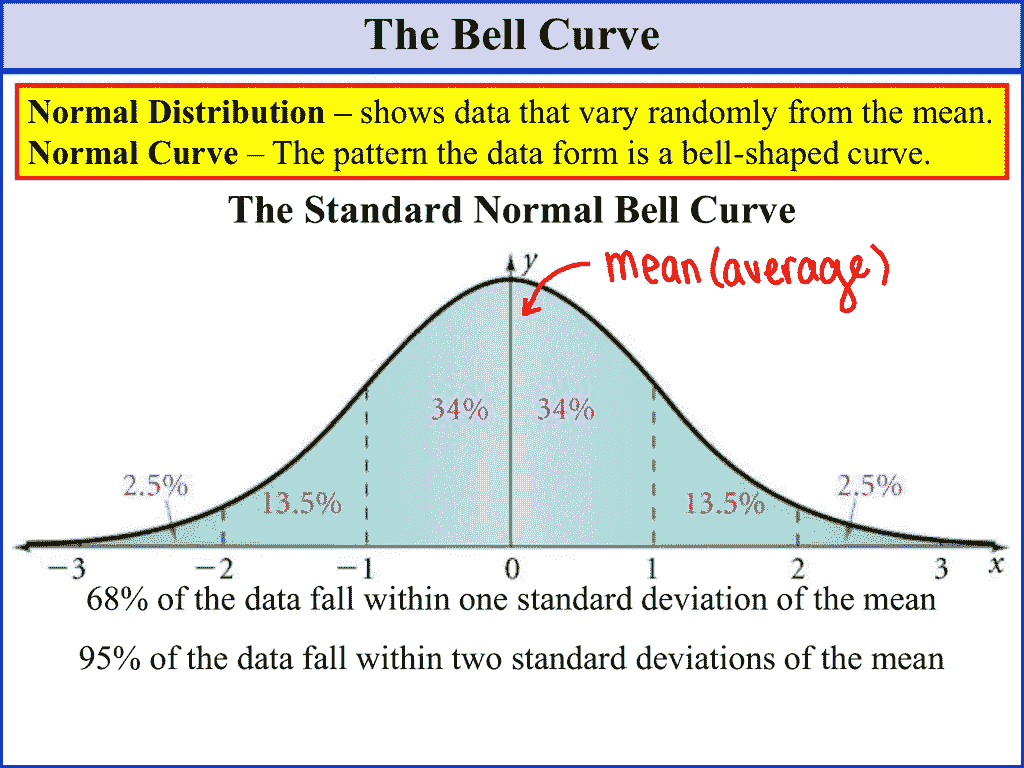 The Bell Curve
Normal Distribution – shows data that vary randomly from the mean.
Normal Curve – The pattern the data form is a bell-shaped curve.
The Standard Normal Bell Curve
y
mean (average)
34% 34%
2.5% 13.5% 13.5% 2.5%
−3 −2 −1 0 1 2 3 x
68% of the data fall within one standard deviation of the mean
95% of the data fall within two standard deviations of the mean